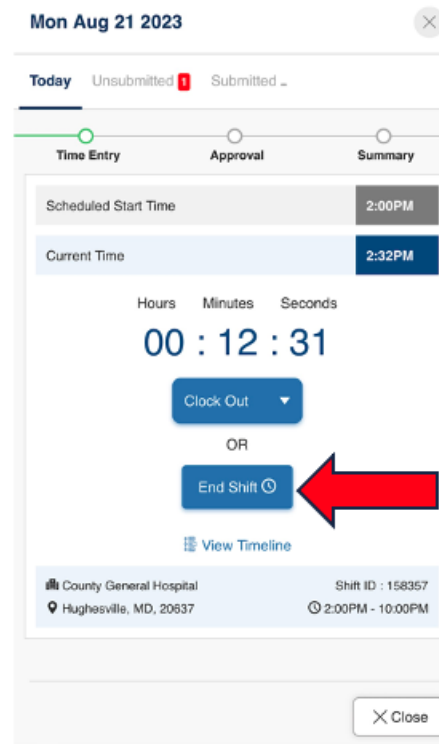 Mon Aug 21 2023
Today Unsubmitted 1 Submitted
Time Entry Approval Summary
Scheduled Start Time 2:00PM
Current Time 2:32PM
Hours Minutes Seconds
00 : 12 : 31
Clock Out
OR
End Shift
View Timeline
County General Hospital Shift ID : 158357
Hughesville, MD, 20637 2:00PM - 10:00PM
Close